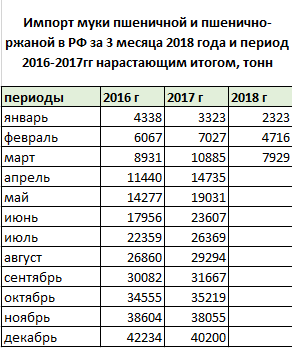 Импорт муки пшеничной и пшенично-
ржаной в РФ за 3 месяца 2018 года и период
2016-2017гг нарастающим итогом, тонн
периоды 2016 г 2017 г 2018 г
январь 4338 3323 2323
февраль 6067 7027 4716
март 8931 10885 7929
апрель 11440 14735
май 14277 19031
июнь 17956 23607
июль 22359 26369
август 26860 29294
сентябрь 30082 31667
октябрь 34555 35219
ноябрь 38604 38055
декабрь 42234 40200